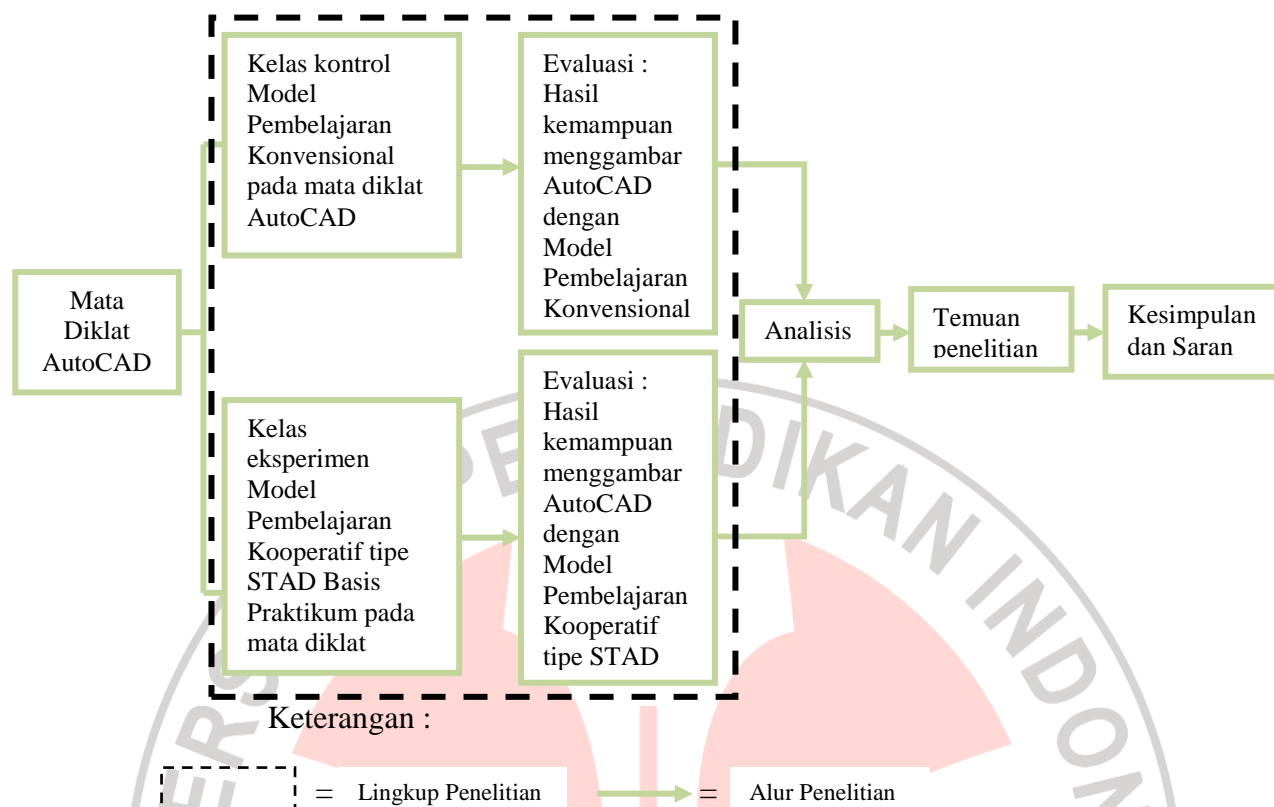 Kelas kontrol
Model
Pembelajaran
Konvensional
pada mata diklat
AutoCAD
Evaluasi :
Hasil
kemampuan
menggambar
AutoCAD
dengan
Model
Pembelajaran
Konvensional
Mata
Diklat
AutoCAD
Analisis
Temuan
penelitian
Kesimpulan
dan Saran
Kelas
eksperimen
Model
Pembelajaran
Kooperatif tipe
STAD Basis
Praktikum pada
mata diklat
Evaluasi :
Hasil
kemampuan
menggambar
AutoCAD
dengan
Model
Pembelajaran
Kooperatif
tipe STAD
Keterangan :
= Lingkup Penitian
= Alur Penitian